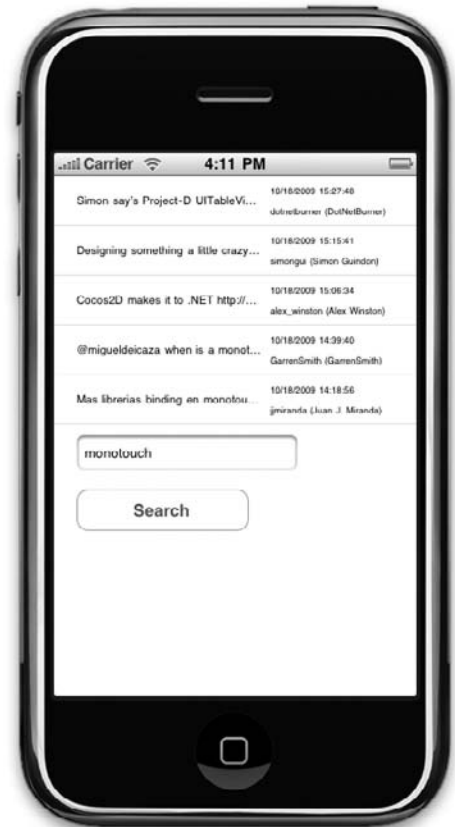 Carrier 4:11 PM
Simon say's Project-D UITableVi...
10/18/2009 15:27:48
dotnetburner (DotNetBurner)
Designing something a little crazy...
10/18/2009 15:15:41
simongui (Simon Guindon)
Cocos2D makes it to .NET http://...
10/18/2009 15:06:34
alex_winston (Alex Winston)
@migueldeicaza when is a monot...
10/18/2009 14:39:40
GarrenSmith (GarrenSmith)
Mas librerias binding en monotou...
10/18/2009 14:18:56
jjmiranda (Juan J. Miranda)
monotouch
Search